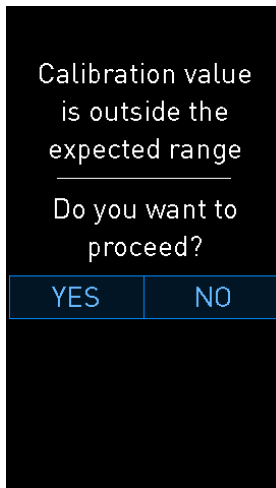 Calibration value
is outside the
expected range
Do you want to
proceed?
YES NO